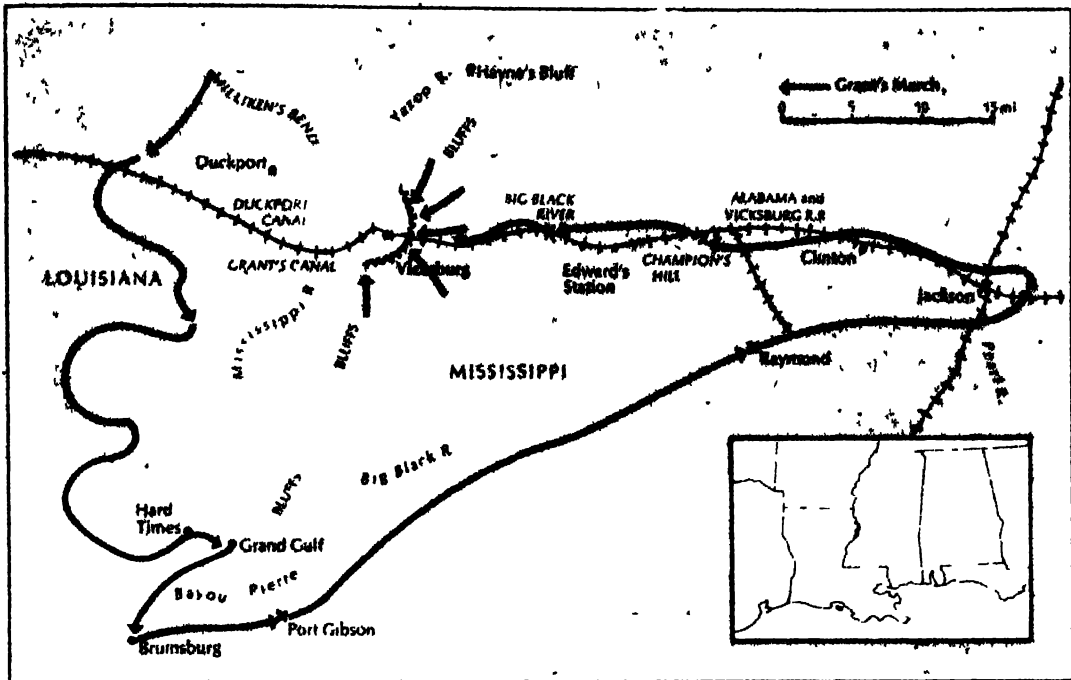 MILLIKEN'S BEND
Yazoo R.
Hayne's Bluff
Grant's March
0 5 10 15 mi
BLUFFS
Duckport
DUCKPORT
CANAL
GRANT'S CANAL
LOUISIANA
Mississippi R
Vicksburg
BIG BLACK
RIVER
ALABAMA and
VICKSBURG R.R
Edward's
Station
CHAMPION'S
HILL
Clinton
Jackson
BLUFFS
MISSISSIPPI
Raymond
Pearl R.
Big Black R
BLUFFS
Hard
Times
Grand Gulf
Bayou Pierre
Port Gibson
Bruinsburg